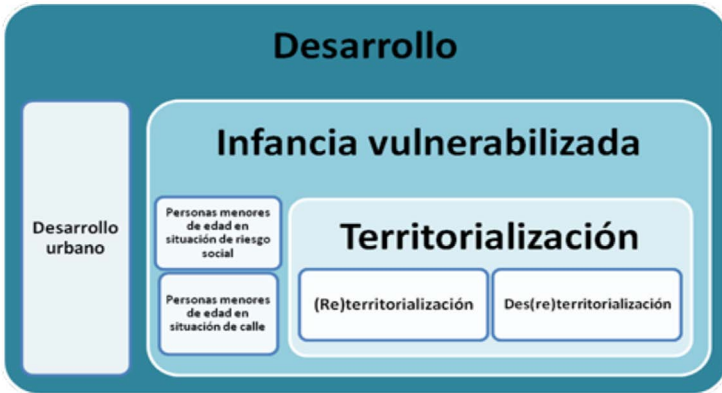 Desarrollo
Infancia vulnerabilizada
Desarrollo
urbano
Personas menores
de edad en
situación de riesgo
social
Personas menores
de edad en
situación de calle
Territorialización
(Re)territorialización
Des(re)territorialización